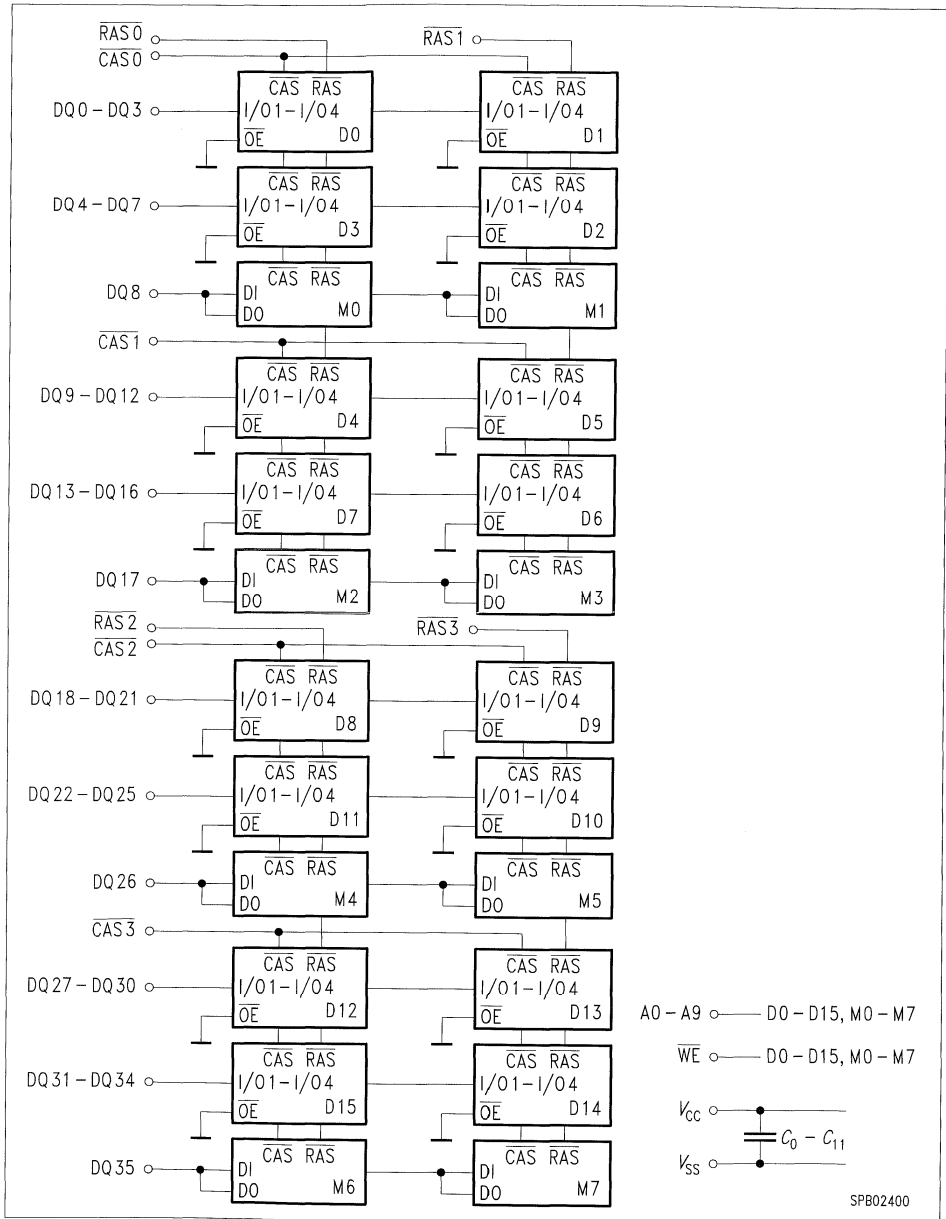 RAS0
CAS0
RAS1
CAS RAS
CAS RAS
DQ0-DQ3
I/O1-I/O4
I/O1-I/O4
OE
D0
OE
D1
CAS RAS
CAS RAS
DQ4-DQ7
I/O1-I/O4
I/O1-I/O4
OE
D3
OE
D2
CAS RAS
CAS RAS
DQ8
DI
DO
M0
DI
DO
M1
CAS1
CAS RAS
CAS RAS
DQ9-DQ12
I/O1-I/O4
I/O1-I/O4
OE
D4
OE
D5
CAS RAS
CAS RAS
DQ13-DQ16
I/O1-I/O4
I/O1-I/O4
OE
D7
OE
D6
CAS RAS
CAS RAS
DQ17
DI
DO
M2
DI
DO
M3
RAS2
CAS2
RAS3
CAS RAS
CAS RAS
DQ18-DQ21
I/O1-I/O4
I/O1-I/O4
OE
D8
OE
D9
CAS RAS
CAS RAS
DQ22-DQ25
I/O1-I/O4
I/O1-I/O4
OE
D11
OE
D10
CAS RAS
CAS RAS
DQ26
DI
DO
M4
DI
DO
M5
CAS3
CAS RAS
CAS RAS
DQ27-DQ30
I/O1-I/O4
I/O1-I/O4
OE
D12
OE
D13
CAS RAS
CAS RAS
DQ31-DQ34
I/O1-I/O4
I/O1-I/O4
OE
D15
OE
D14
CAS RAS
CAS RAS
DQ35
DI
DO
M6
DI
DO
M7
A0-A9
D0-D15, M0-M7
WE
D0-D15, M0-M7
VCC
C0-C11
VSS
SPB02400